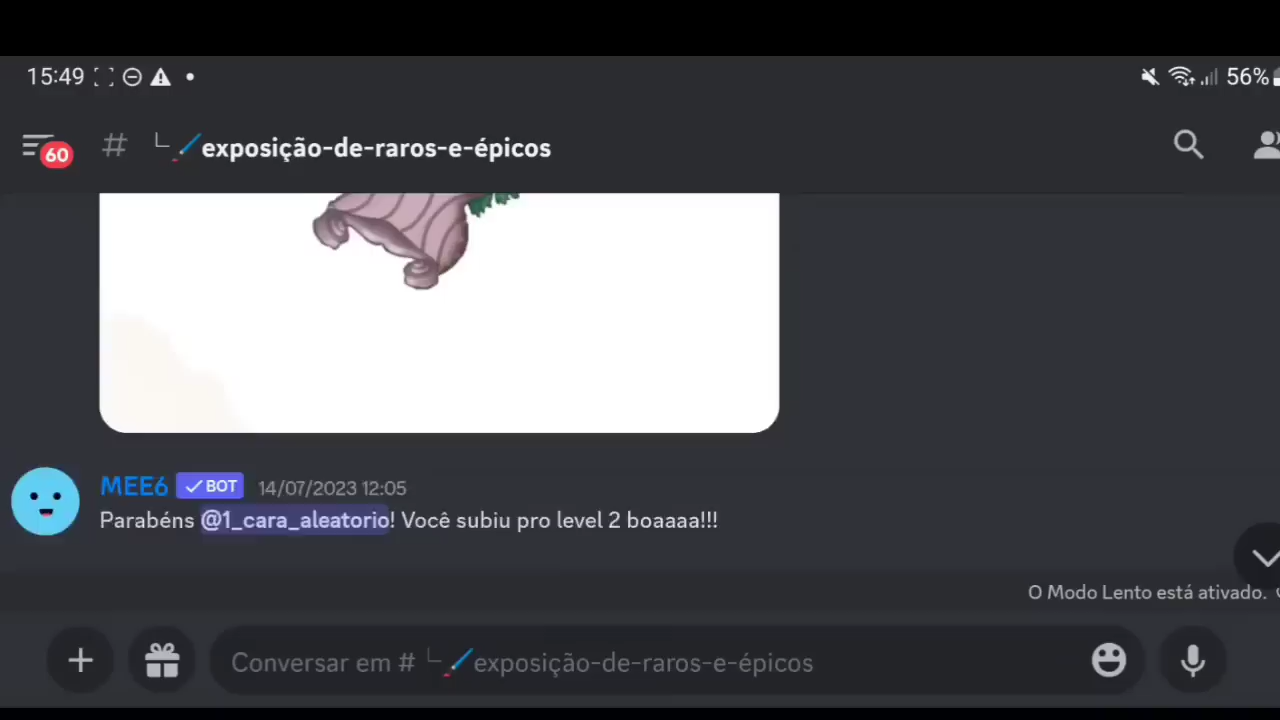 15:49 56%
60 # exposição-de-raros-e-épicos
MEE6 BOT 14/07/2023 12:05
Parabéns @1_cara_aleatorio! Você subiu pro level 2 boaaaa!!!
O Modo Lento está ativado.
Conversar em # exposição-de-raros-e-épicos